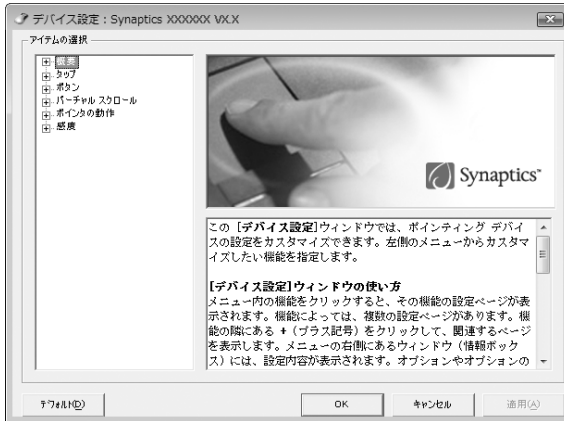 デバイス設定 : Synaptics XXXXXX VX.X
アイテムの選択
概要
タップ
ボタン
バーチャル スクロール
ポインタの動作
感度
Synaptics™
この [デバイス設定]ウィンドウでは、ポインティング デバイ
スの設定をカスタマイズできます。左側のメニューからカスタマ
イズしたい機能を指定します。
[デバイス設定]ウィンドウの使い方
メニュー内の機能をクリックすると、その機能の設定ページが表
示されます。機能によっては、複数の設定ページがあります。機
能の隣にある + (プラス記号) をクリックして、関連するページ
を表示します。メニューの右側にあるウィンドウ (情報ボック
ス) には、設定内容が表示されます。オプションやオプションの
デフォルト(D)
OK
キャンセル
適用(A)